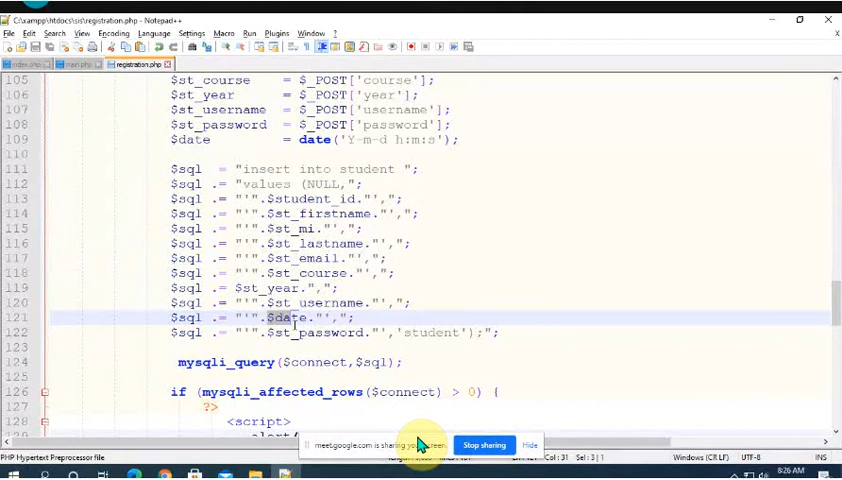 C:\xampp\htdocs\sis\registration.php - Notepad++
File Edit Search View Encoding Language Settings Macro Run Plugins Window ?
index.php main.php registration.php
105 $st_course = $_POST['course'];
106 $st_year = $_POST['year'];
107 $st_username = $_POST['username'];
108 $st_password = $_POST['password'];
109 $date = date('Y-m-d h:m:s');
110
111 $sql = "insert into student ";
112 $sql .= "values (NULL,";
113 $sql .= "'".$student_id."',";
114 $sql .= "'".$st_firstname."',";
115 $sql .= "'".$st_mi."',";
116 $sql .= "'".$st_lastname."',";
117 $sql .= "'".$st_email."',";
118 $sql .= "'".$st_course."',";
119 $sql .= $st_year.",";
120 $sql .= "'".$st_username."',";
121 $sql .= "'".$date."',";
122 $sql .= "'".$st_password."','student');";
123
124 mysqli_query($connect,$sql);
125
126 if (mysqli_affected_rows($connect) > 0) {
127 ?>
128 <script>
meet.google.com is sharing your screen.
Stop sharing
Hide
PHP Hypertext Preprocessor file
Col : 31 Sel : 3 | 1 Windows (CR LF) UTF-8 INS
8:26 AM